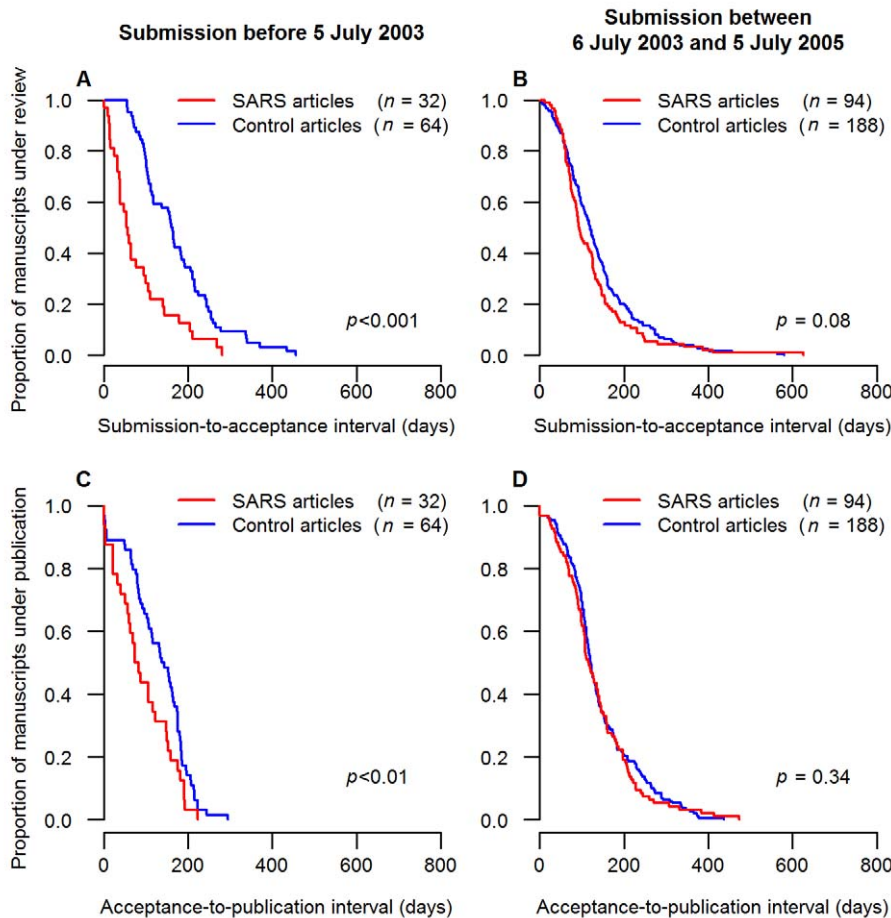 Submission before 5 July 2003
Submission between
6 July 2003 and 5 July 2005
A
SARS articles (n = 32)
Control articles (n = 64)
Proportion of manuscripts under review
1.0
0.8
0.6
0.4
0.2
0.0
p<0.001
0 200 400 600 800
Submission-to-acceptance interval (days)
B
SARS articles (n = 94)
Control articles (n = 188)
1.0
0.8
0.6
0.4
0.2
0.0
p = 0.08
0 200 400 600 800
Submission-to-acceptance interval (days)
C
SARS articles (n = 32)
Control articles (n = 64)
Proportion of manuscripts under publication
1.0
0.8
0.6
0.4
0.2
0.0
p<0.01
0 200 400 600 800
Acceptance-to-publication interval (days)
D
SARS articles (n = 94)
Control articles (n = 188)
1.0
0.8
0.6
0.4
0.2
0.0
p = 0.34
0 200 400 600 800
Acceptance-to-publication interval (days)